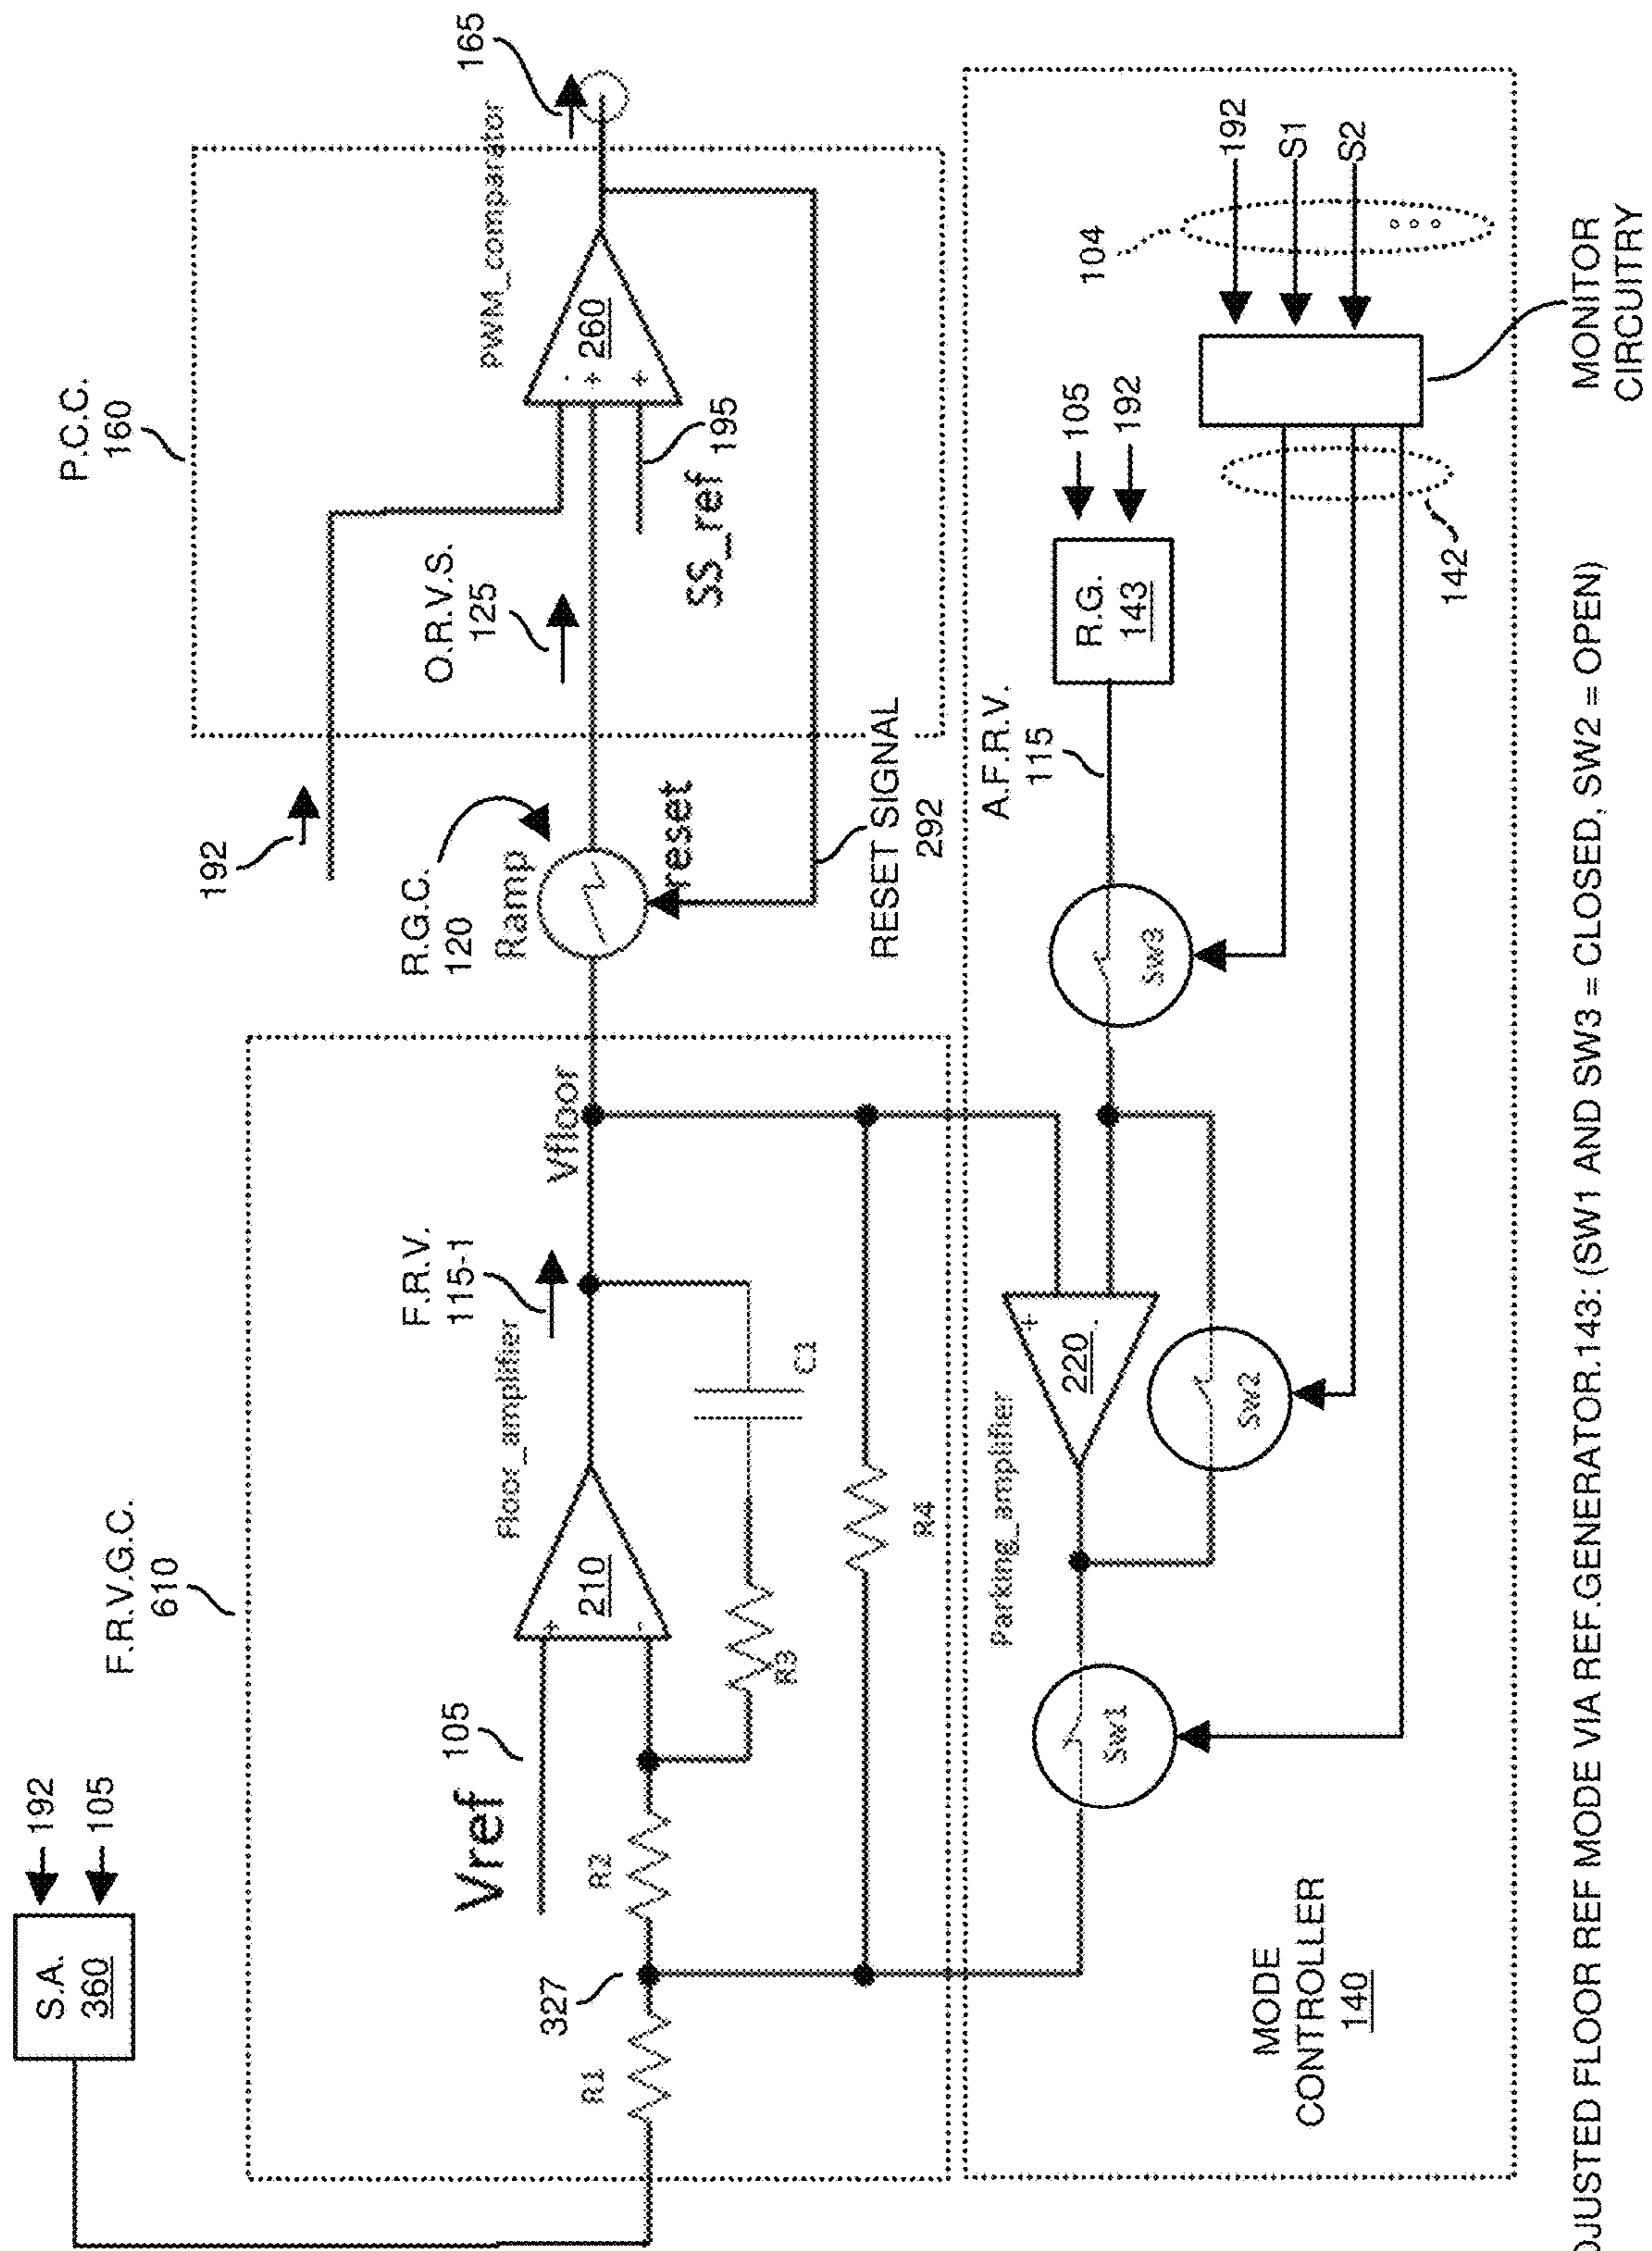 S.A.
360
192
105
F.R.V.G.C.
610
Vref
105
327
R1
R2
R3
C1
R4
+
-
210
Floor_amplifier
F.R.V.
115-1
Vfloor
R.G.C.
120
Ramp
reset
192
RESET SIGNAL
292
O.R.V.S.
125
P.C.C.
160
SS_ref
195
-
+
+
260
PWM_comparator
165
MODE
CONTROLLER
140
Sw1
Parking_amplifier
+
-
220
Sw2
Sw3
A.F.R.V.
115
R.G.
143
105
192
142
104
192
S1
S2
MONITOR
CIRCUITRY
DJUSTED FLOOR REF MODE VIA REF.GENERATOR.143: (SW1 AND SW3 = CLOSED, SW2 = OPEN)